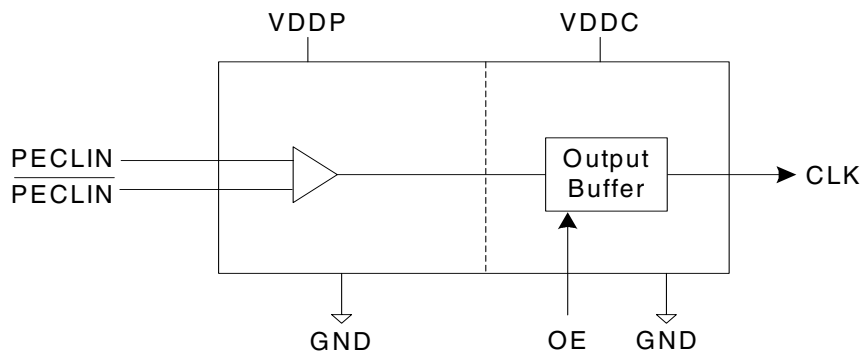 VDDP
VDDC
PECLIN
PECLIN
Output
Buffer
CLK
GND
OE
GND